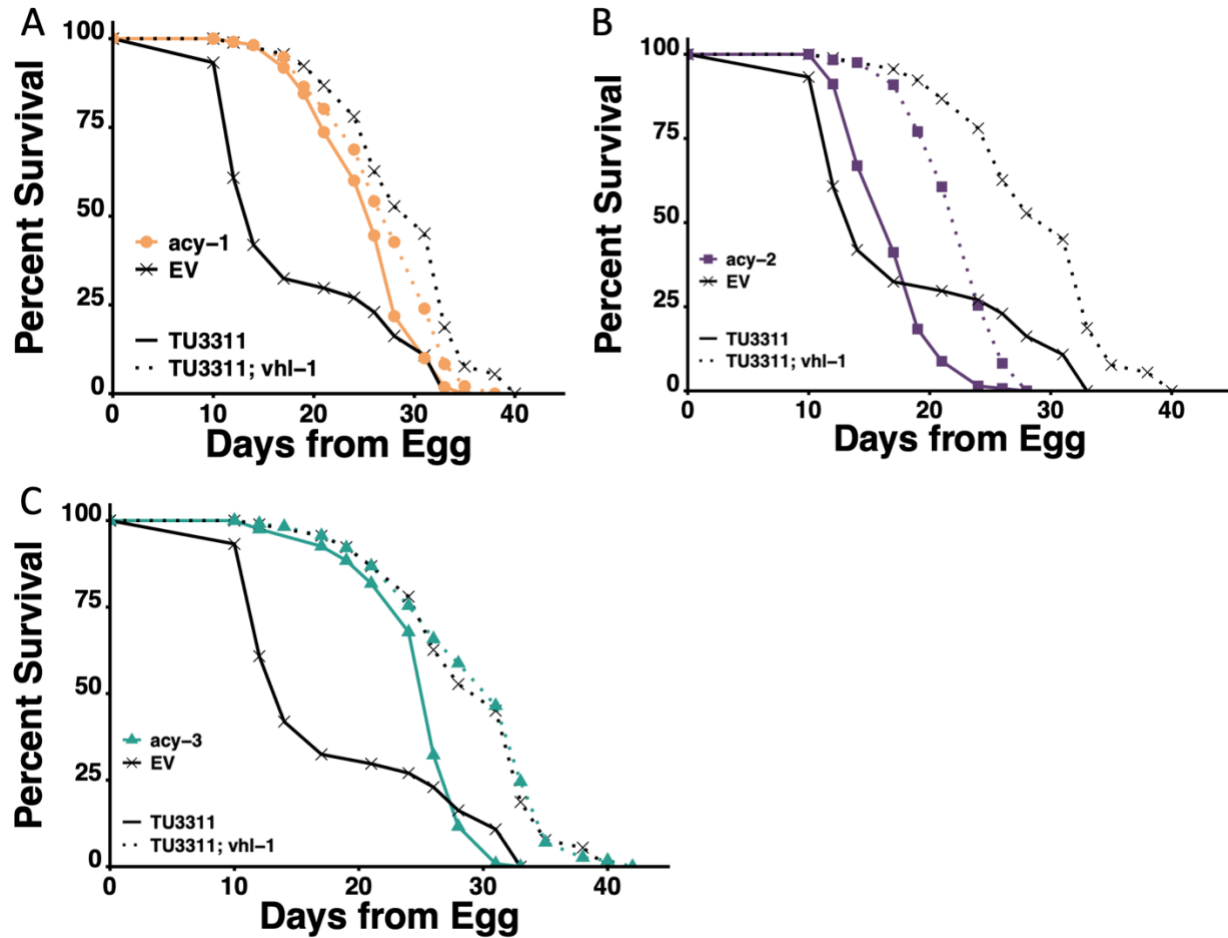 A
Percent Survival
100
75
50
25
0
acy-1
EV
TU3311
TU3311; vhl-1
0 10 20 30 40
Days from Egg
B
Percent Survival
100
75
50
25
0
acy-2
EV
TU3311
TU3311; vhl-1
0 10 20 30 40
Days from Egg
C
Percent Survival
100
75
50
25
0
acy-3
EV
TU3311
TU3311; vhl-1
0 10 20 30 40
Days from Egg